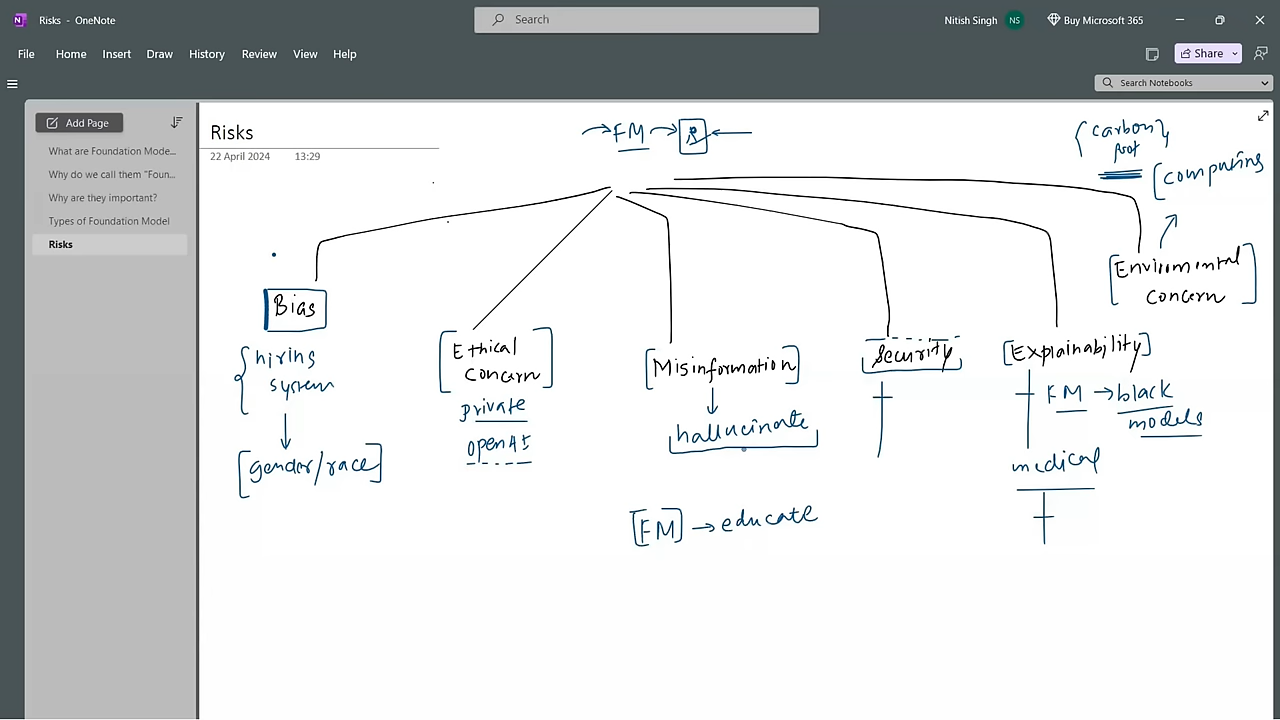 Risks - OneNote
Search
Nitish Singh
NS
Buy Microsoft 365
File
Home
Insert
Draw
History
Review
View
Help
Share
Search Notebooks
Add Page
What are Foundation Mode...
Why do we call them "Foun...
Why are they important?
Types of Foundation Model
Risks
Risks
22 April 2024
13:29
FM
carbon
foot
computing
Enviromental
concern
Bias
hiring
system
gender/race
Ethical
concern
private
openAI
Misinformation
hallucinate
[FM] → educate
Security
Explainability
FM → black
models
medical